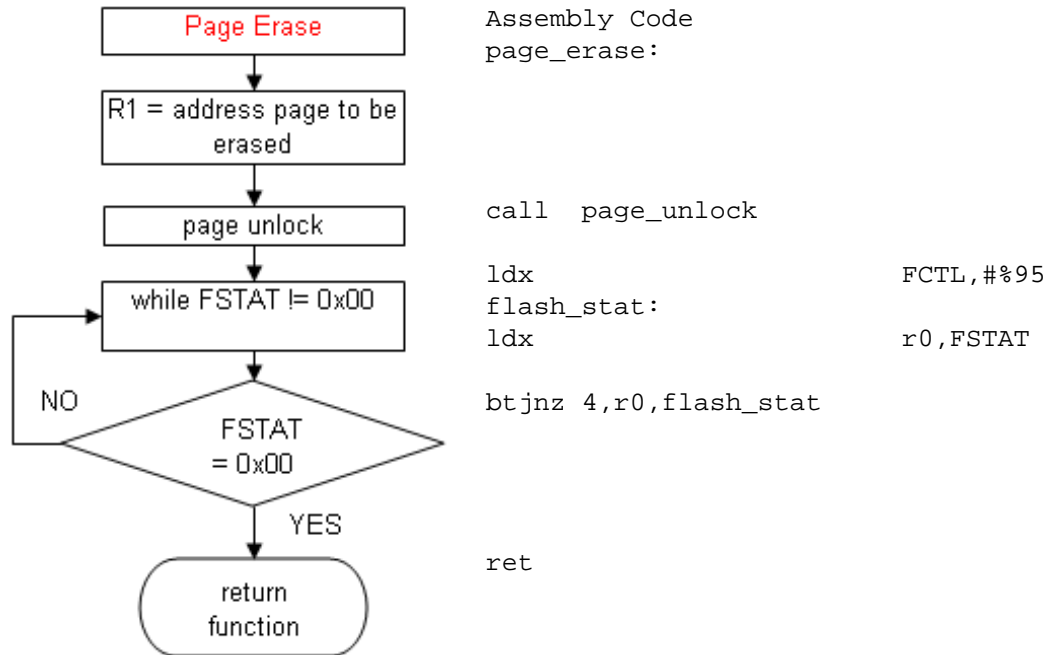 Page Erase
R1 = address page to be
erased
page unlock
while FSTAT != 0x00
NO
FSTAT
= 0x00
YES
return
function
Assembly Code
page_erase:
call page_unlock
ldx FCTL,#%95
flash_stat:
ldx r0,FSTAT
btjnz 4,r0,flash_stat
ret